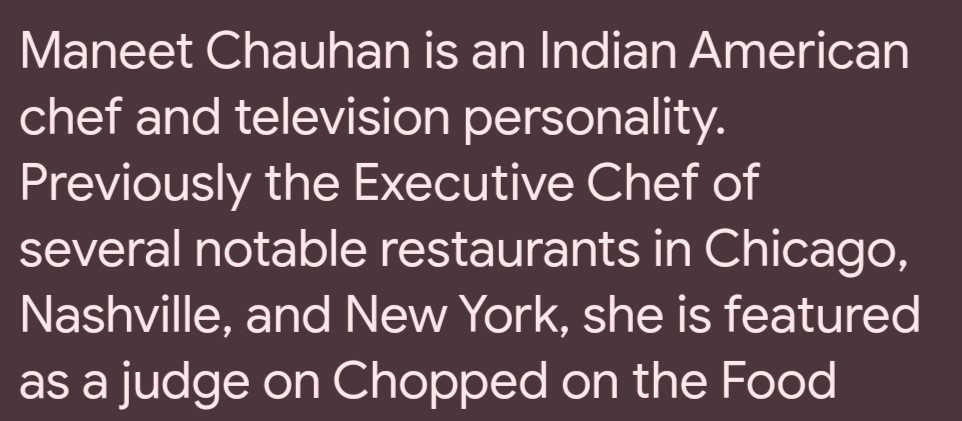 Maneet Chauhan is an Indian American
chef and television personality.
Previously the Executive Chef of
several notable restaurants in Chicago,
Nashville, and New York, she is featured
as a judge on Chopped on the Food